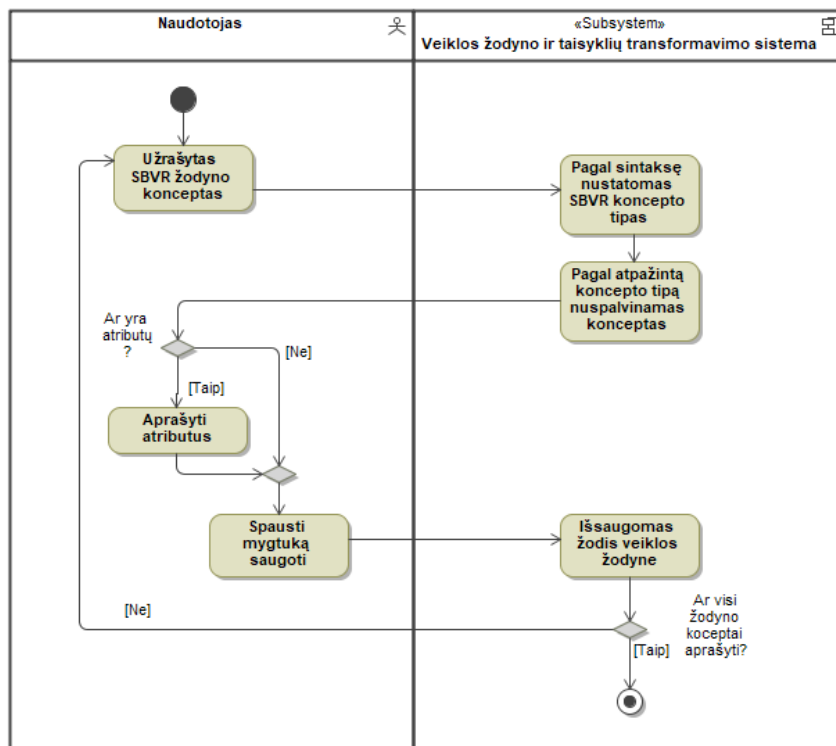 Naudotojas
«Subsystem»
Veiklos žodyno ir taisyklių transformavimo sistema
Užrašytas
SBVR žodyno
konceptas
Pagal sintaksę
nustatomas
SBVR koncepto
tipas
Pagal atpažintą
koncepto tipą
nuspalvinamas
konceptas
Ar yra
atributų
?
[Ne]
[Taip]
Aprašyti
atributus
Spausti
mygtuką
saugoti
Išsaugomas
žodis veiklos
žodyne
[Ne]
Ar visi
žodyno
koceptai
aprašyti?
[Taip]